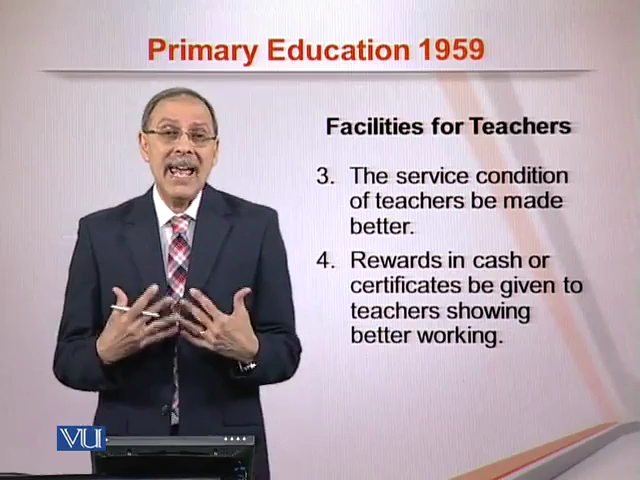 Primary Education 1959
Facilities for Teachers
3. The service condition
of teachers be made
better.
4. Rewards in cash or
certificates be given to
teachers showing
better working.
VU